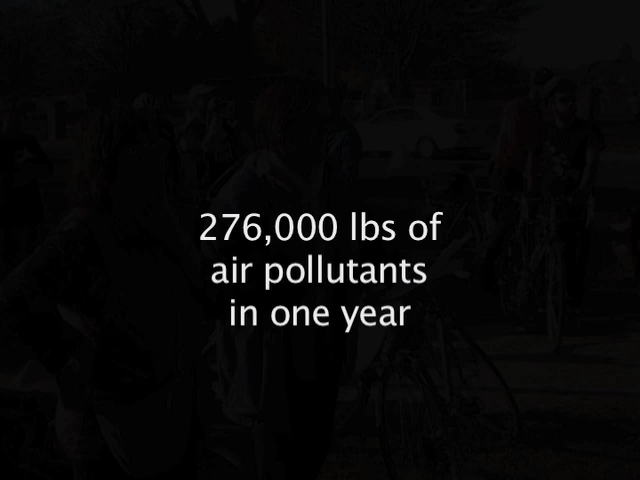 276,000 lbs of
air pollutants
in one year